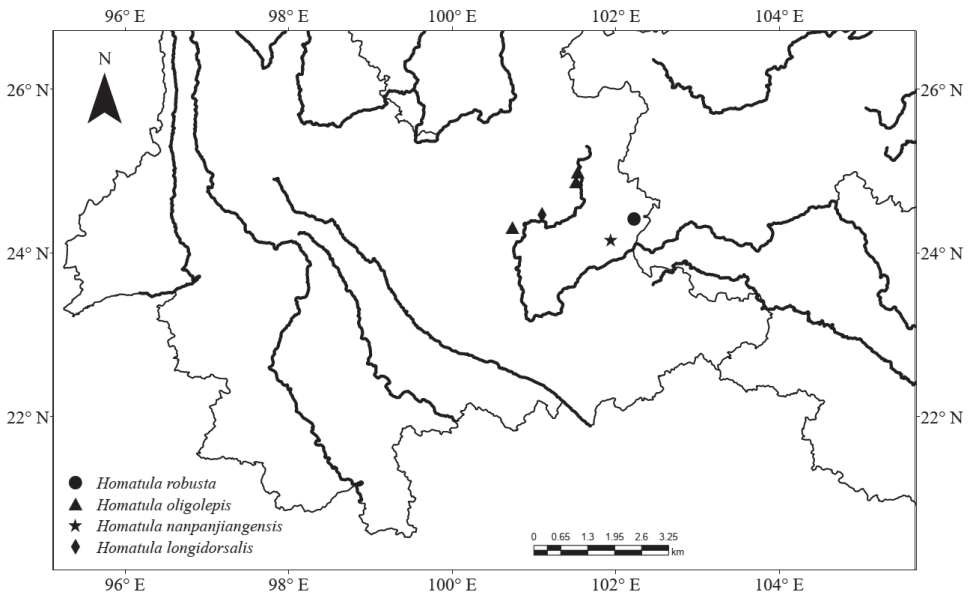 96° E 98° E 100° E 102° E 104° E
N
26° N 26° N
24° N 24° N
22° N 22° N
Homatula robusta
Homatula oligolepis
Homatula nanpanjiangensis
Homatula longidorsalis
0 0.65 1.3 1.95 2.6 3.25
km
96° E 98° E 100° E 102° E 104° E